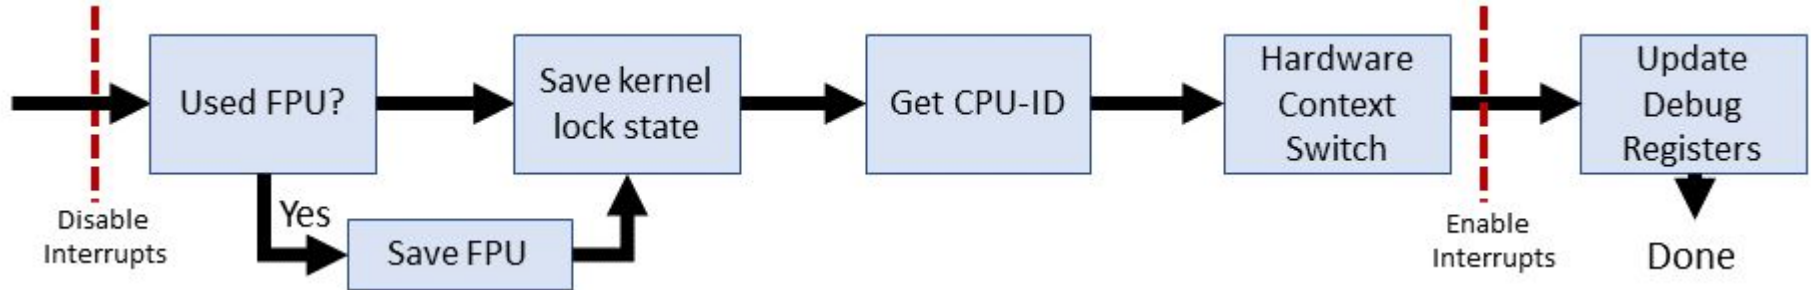 Disable
Interrupts
Used FPU?
Yes
Save FPU
Save kernel
lock state
Get CPU-ID
Hardware
Context
Switch
Enable
Interrupts
Update
Debug
Registers
Done